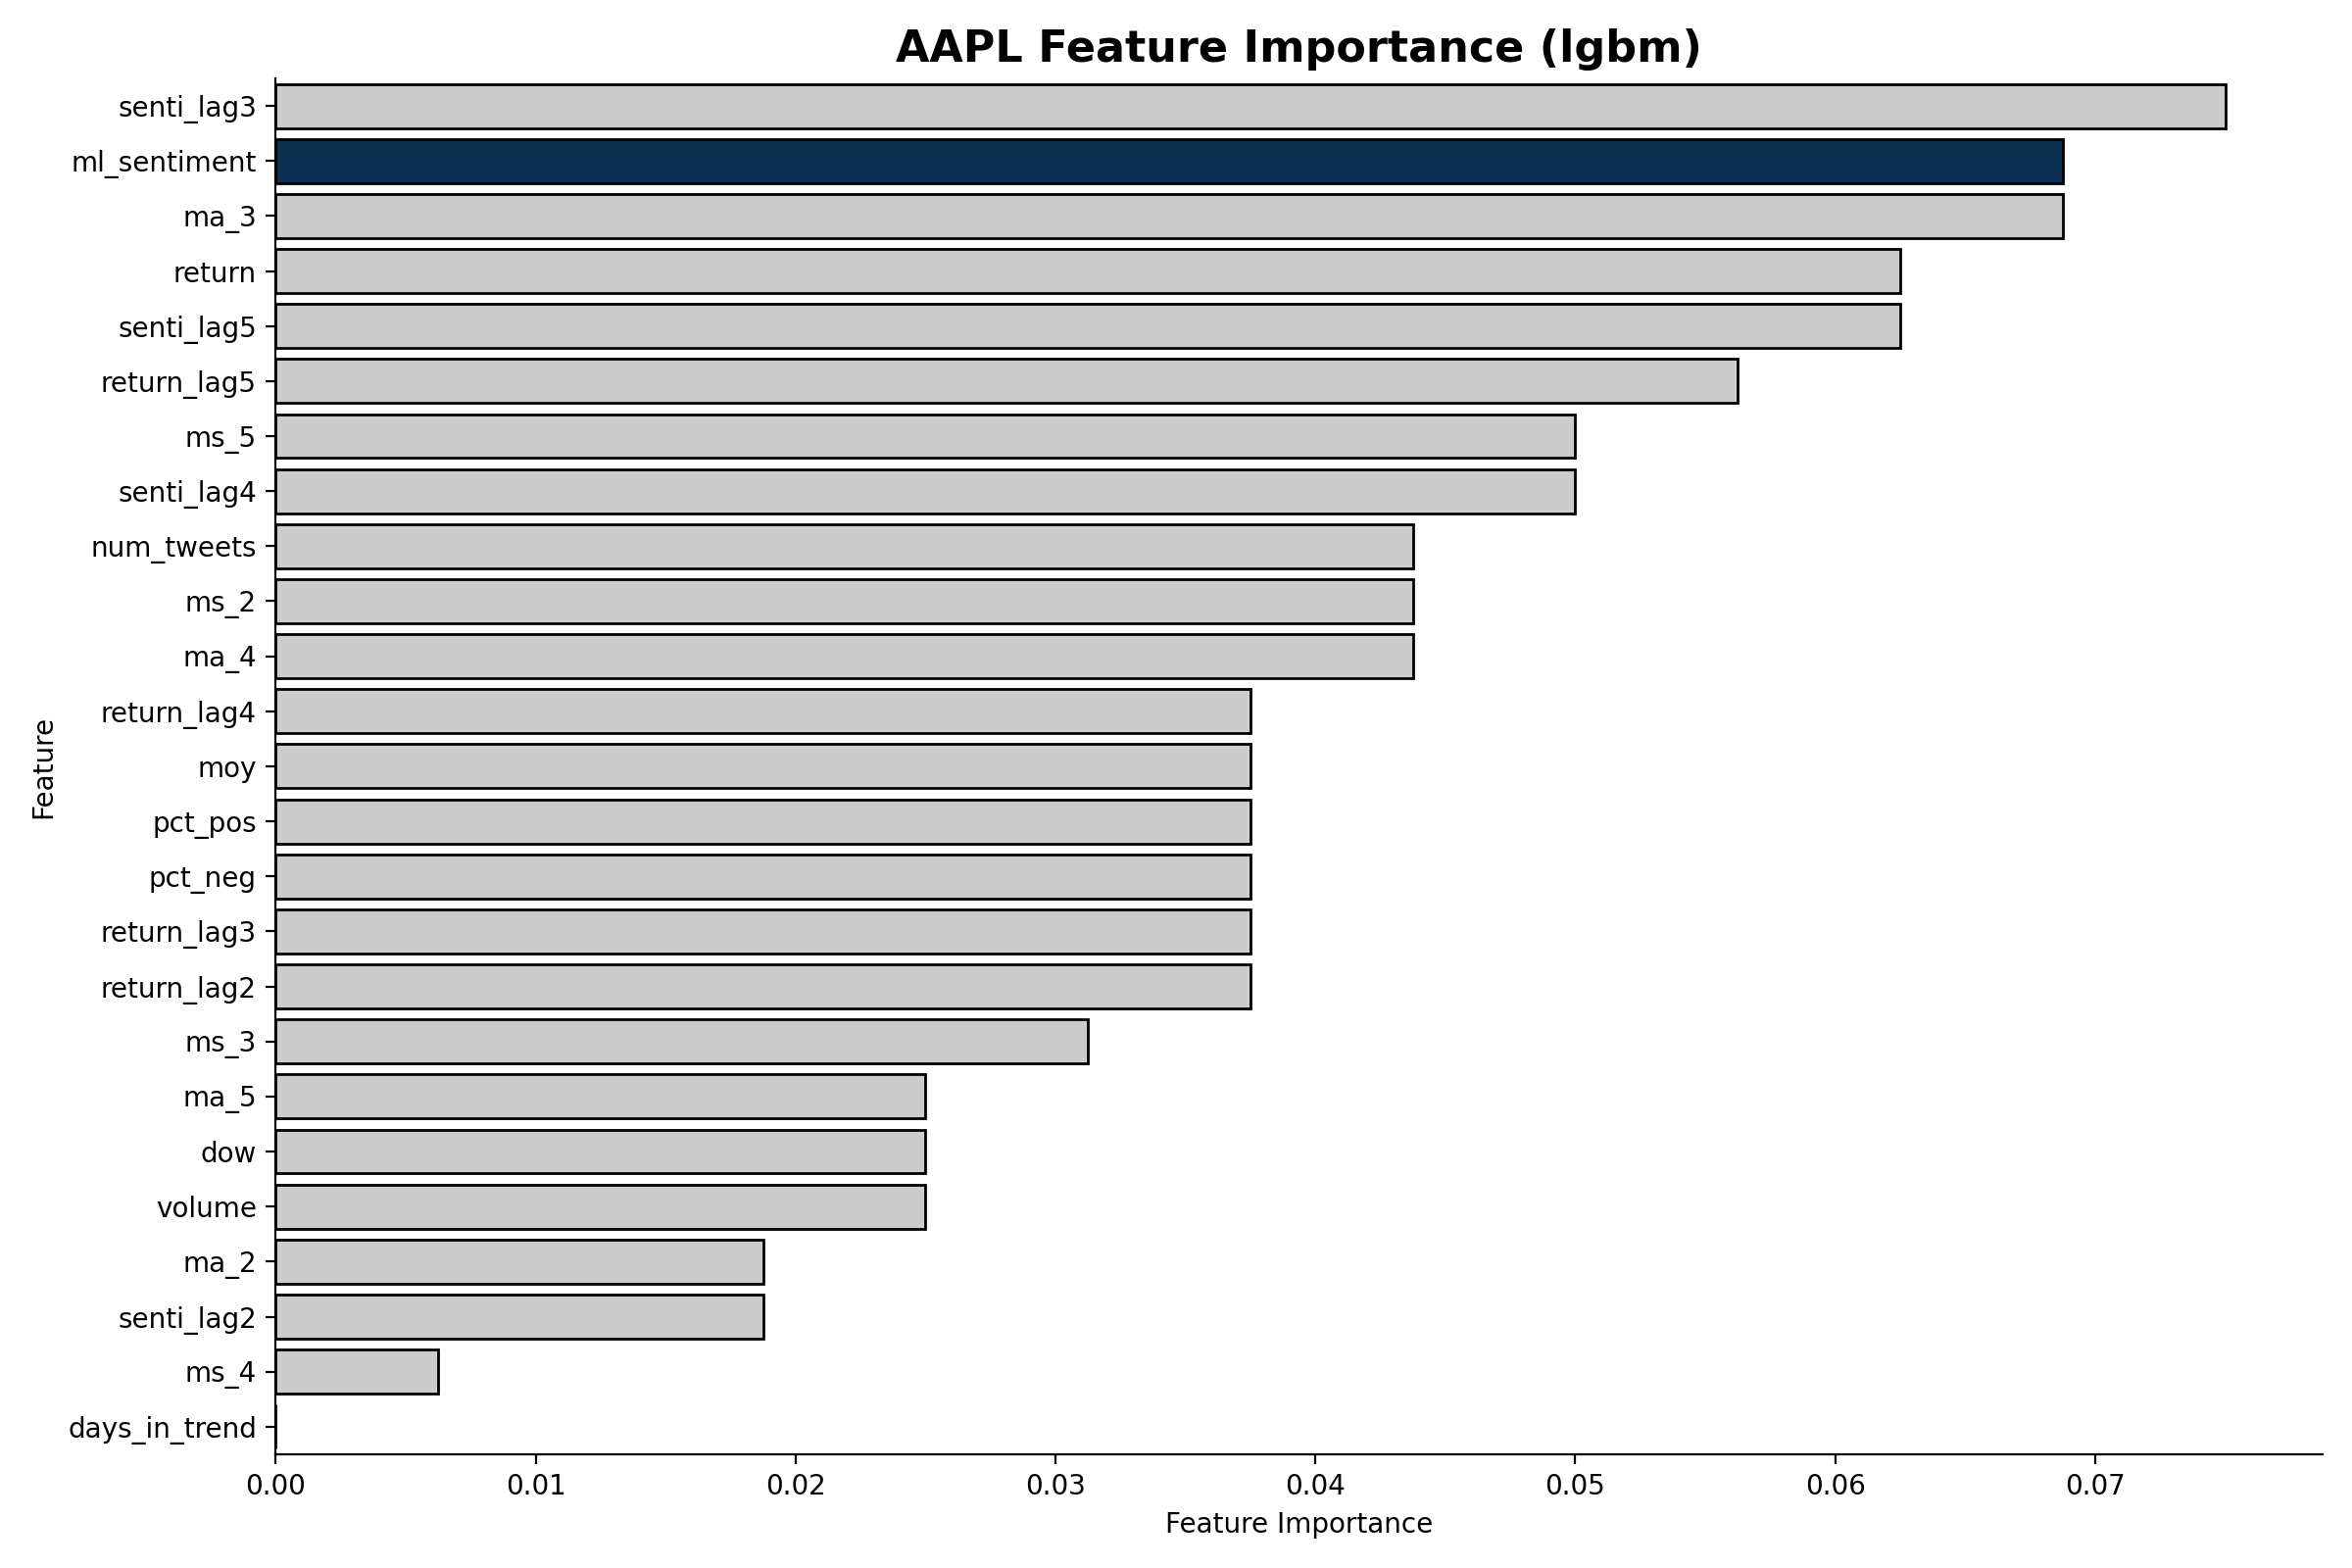 AAPL Feature Importance (lgbm)
senti_lag3
ml_sentiment
ma_3
return
senti_lag5
return_lag5
ms_5
senti_lag4
num_tweets
ms_2
ma_4
return_lag4
moy
pct_pos
pct_neg
return_lag3
return_lag2
ms_3
ma_5
dow
volume
ma_2
senti_lag2
ms_4
days_in_trend
Feature
0.00 0.01 0.02 0.03 0.04 0.05 0.06 0.07
Feature Importance